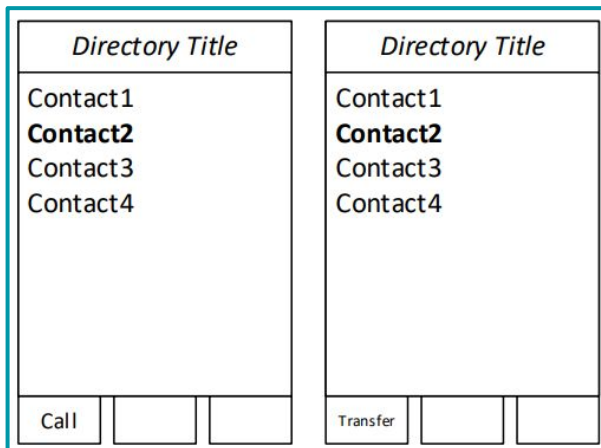 Directory Title
Contact1
Contact2
Contact3
Contact4
Call
Directory Title
Contact1
Contact2
Contact3
Contact4
Transfer